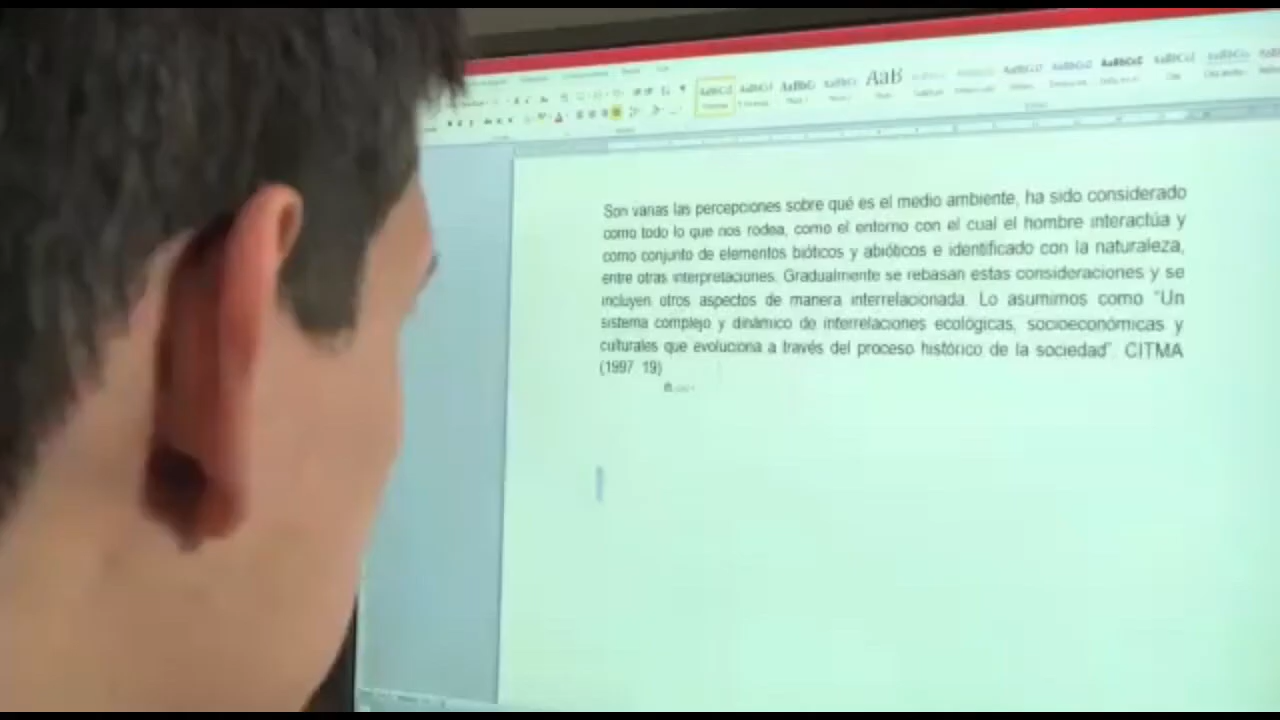 AaB
Son varias las percepciones sobre qué es el medio ambiente, ha sido considerado
como todo lo que nos rodea, como el entorno con el cual el hombre interactúa y
como conjunto de elementos bióticos y abióticos e identificado con la naturaleza,
entre otras interpretaciones. Gradualmente se rebasan estas consideraciones y se
incluyen otros aspectos de manera interrelacionada. Lo asumimos como "Un
sistema complejo y dinámico de interrelaciones ecológicas, socioeconómicas y
culturales que evoluciona a través del proceso histórico de la sociedad". CITMA
(1997 19)